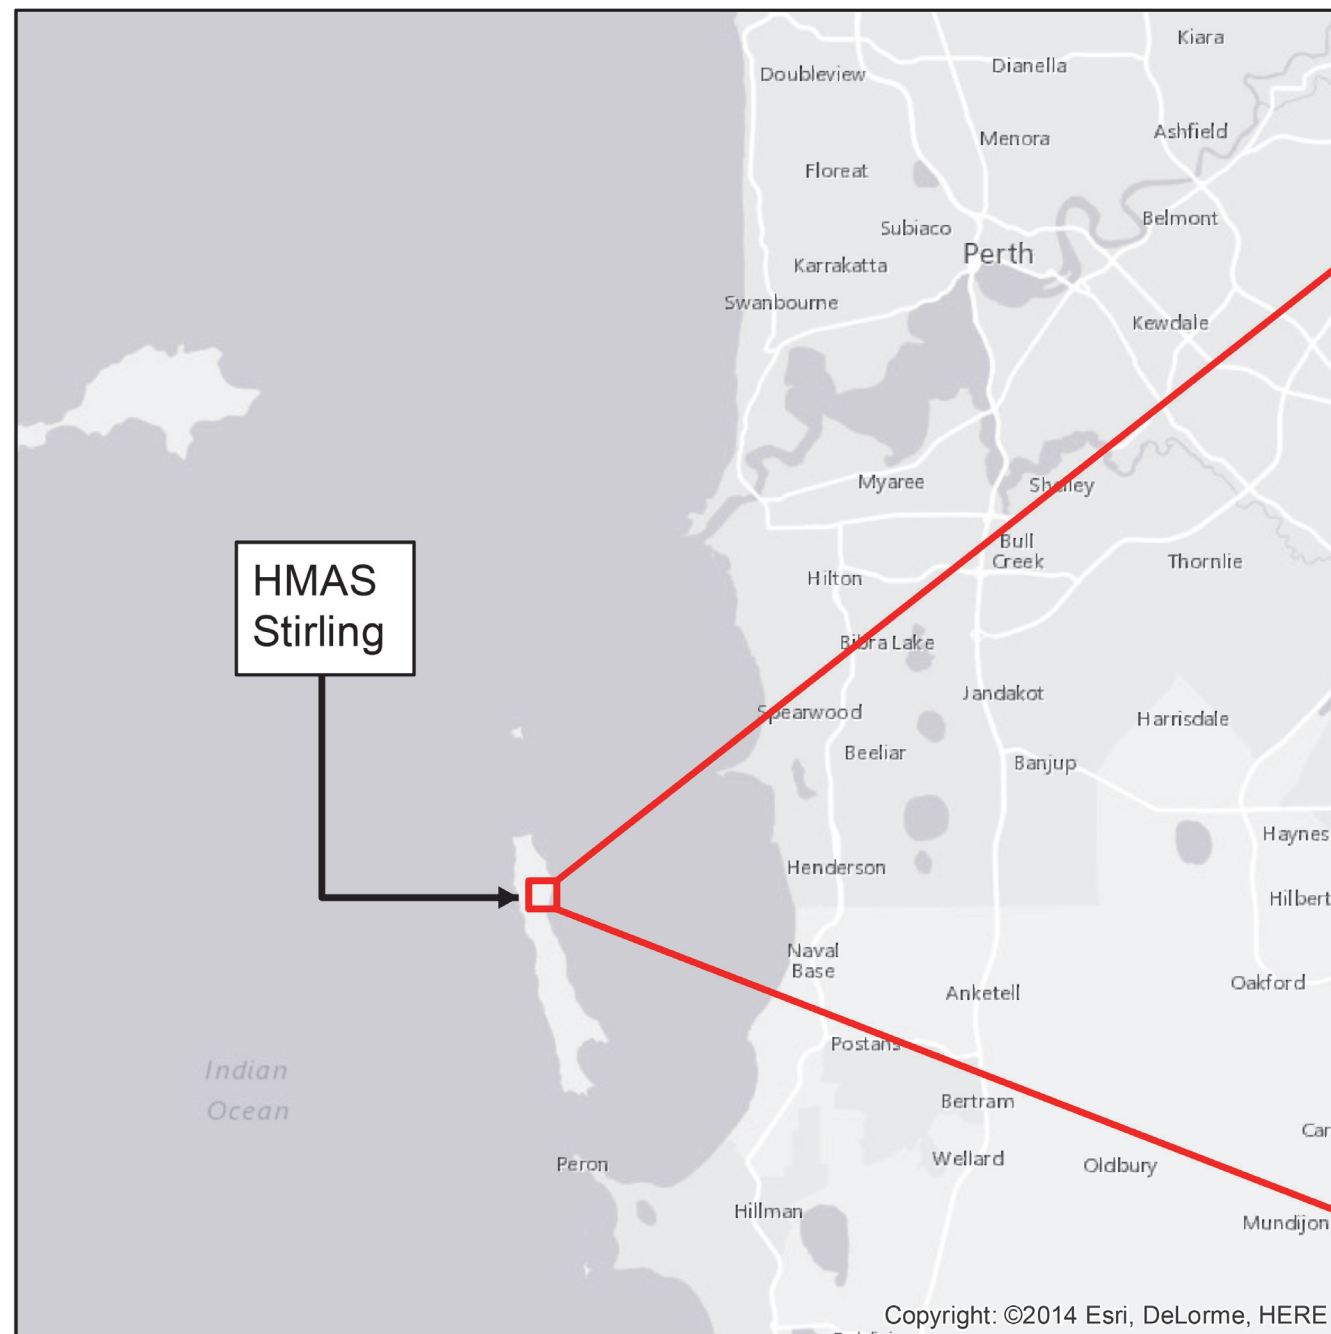 Kiara
Dianella
Doubleview
Ashfield
Menora
Floreat
Belmont
Subiaco
Perth
Karrakatta
Swanbourne
Kewdale
Myaree
Shelley
Bull
Creek
Thornlie
HMAS
Stirling
Hilton
Bibra Lake
Jandakot
Spearwood
Harrisdale
Beeliar
Banjup
Haynes
Henderson
Hilbert
Naval
Base
Oakford
Anketell
Postans
Indian
Ocean
Bertram
Car
Peron
Wellard
Oldbury
Hillman
Mundijon
Copyright: ©2014 Esri, DeLorme, HERE